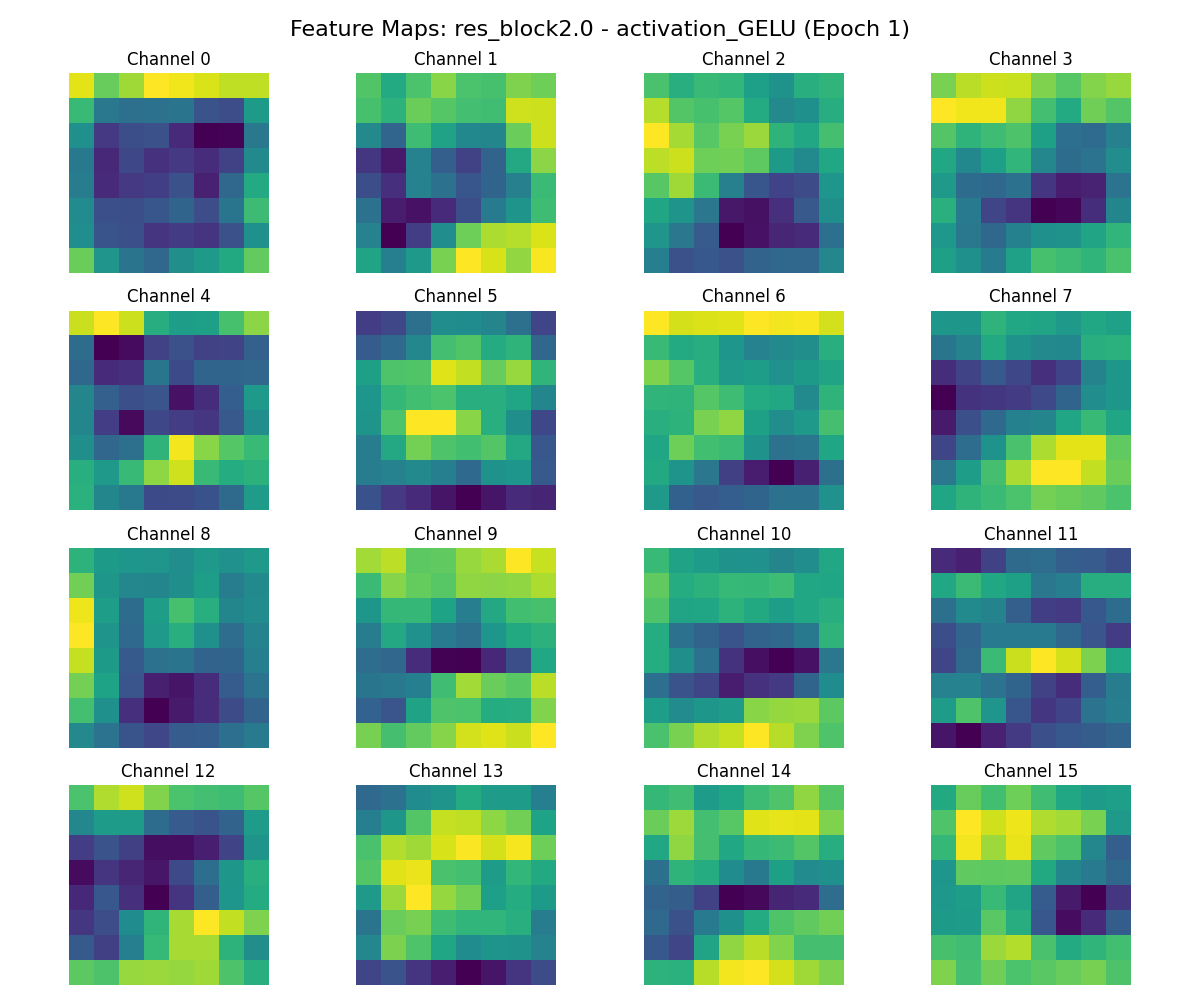 Feature Maps: res_block2.0 - activation_GELU (Epoch 1)
Channel 0 Channel 1 Channel 2 Channel 3
Channel 4 Channel 5 Channel 6 Channel 7
Channel 8 Channel 9 Channel 10 Channel 11
Channel 12 Channel 13 Channel 14 Channel 15